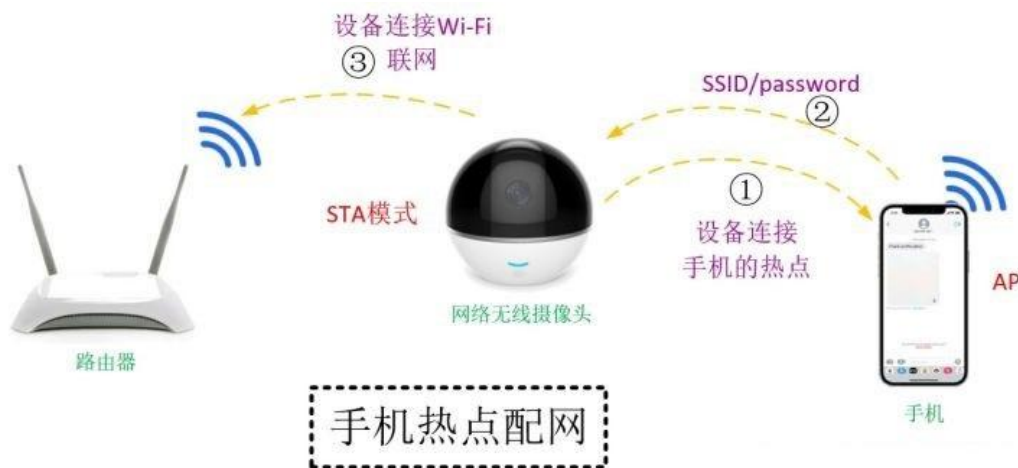 设备连接Wi-Fi
③ 联网
SSID/password
②
①
STA模式
设备连接
手机的热点
AP
网络无线摄像头
路由器
手机
手机热点配网